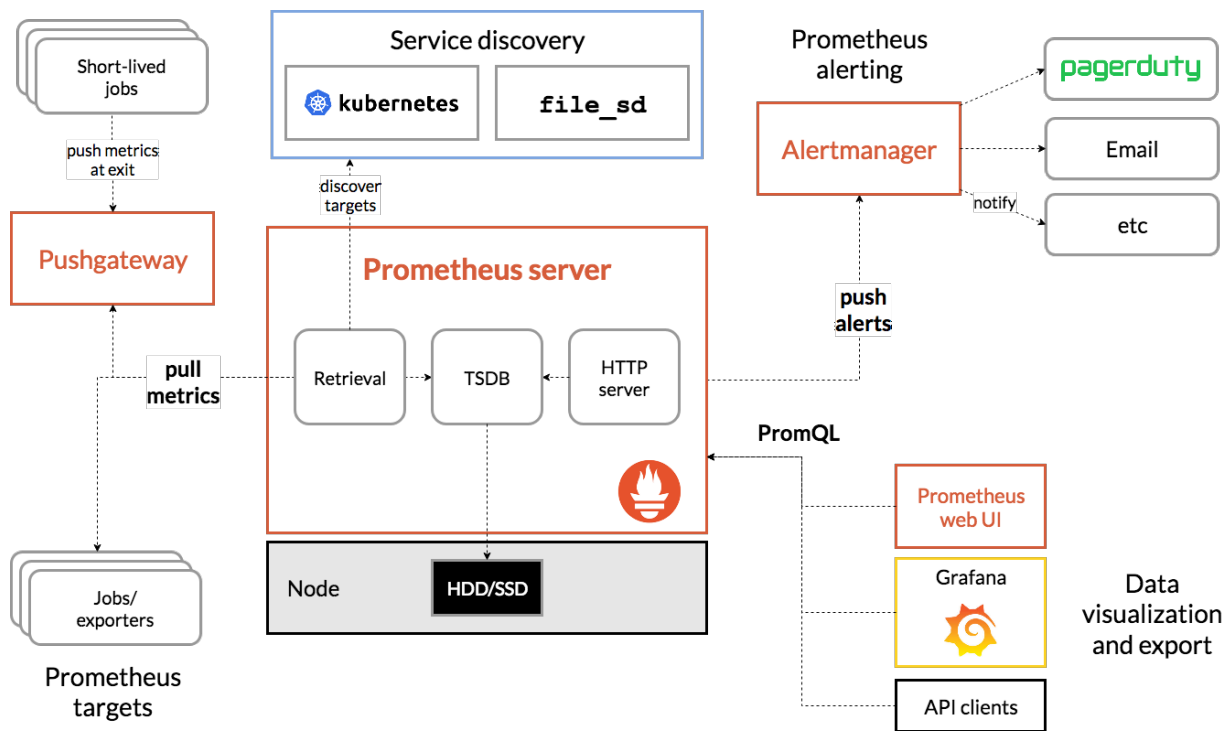 Short-lived
jobs
push metrics
at exit
Pushgateway
pull
metrics
Jobs/
exporters
Prometheus
targets
Service discovery
kubernetes
file_sd
discover
targets
Prometheus server
Retrieval
TSDB
HTTP
server
Node
HDD/SSD
Prometheus
alerting
Alertmanager
pagerduty
Email
notify
etc
push
alerts
PromQL
Prometheus
web UI
Grafana
API clients
Data
visualization
and export